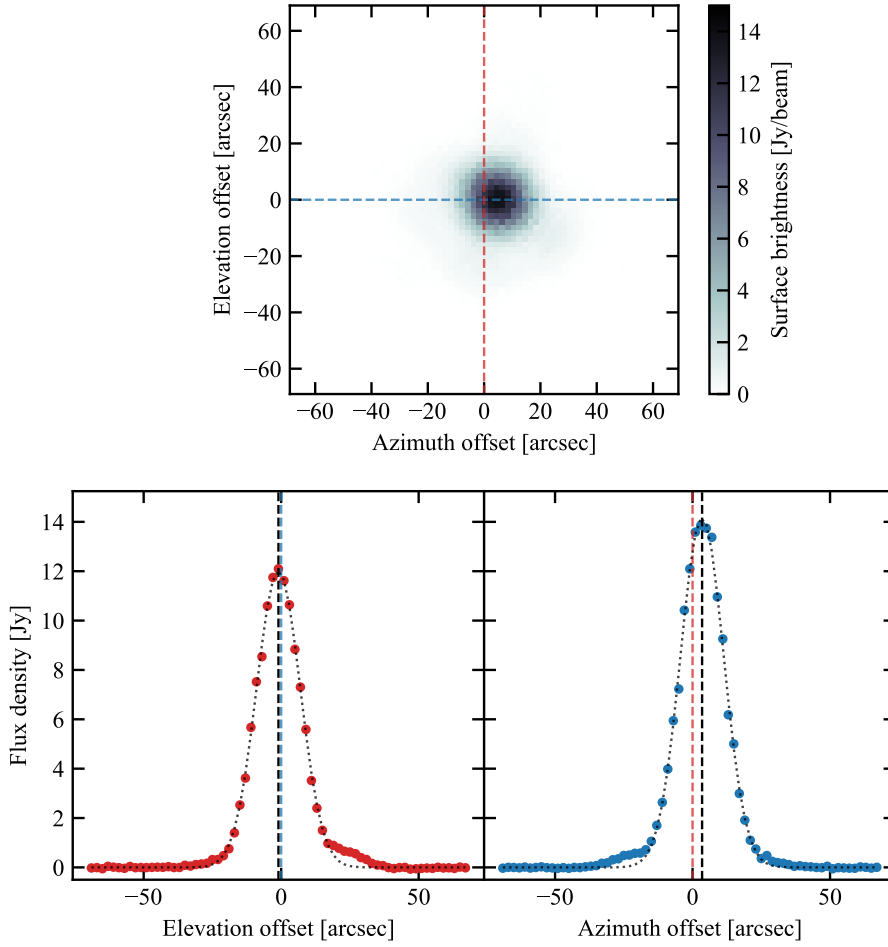 60
40
20
0
−20
−40
−60
Elevation offset [arcsec]
−60 −40 −20 0 20 40 60
Azimuth offset [arcsec]
14
12
10
8
6
4
2
0
Surface brightness [Jy/beam]
14
12
10
8
6
4
2
0
Flux density [Jy]
−50 0 50
Elevation offset [arcsec]
−50 0 50
Azimuth offset [arcsec]